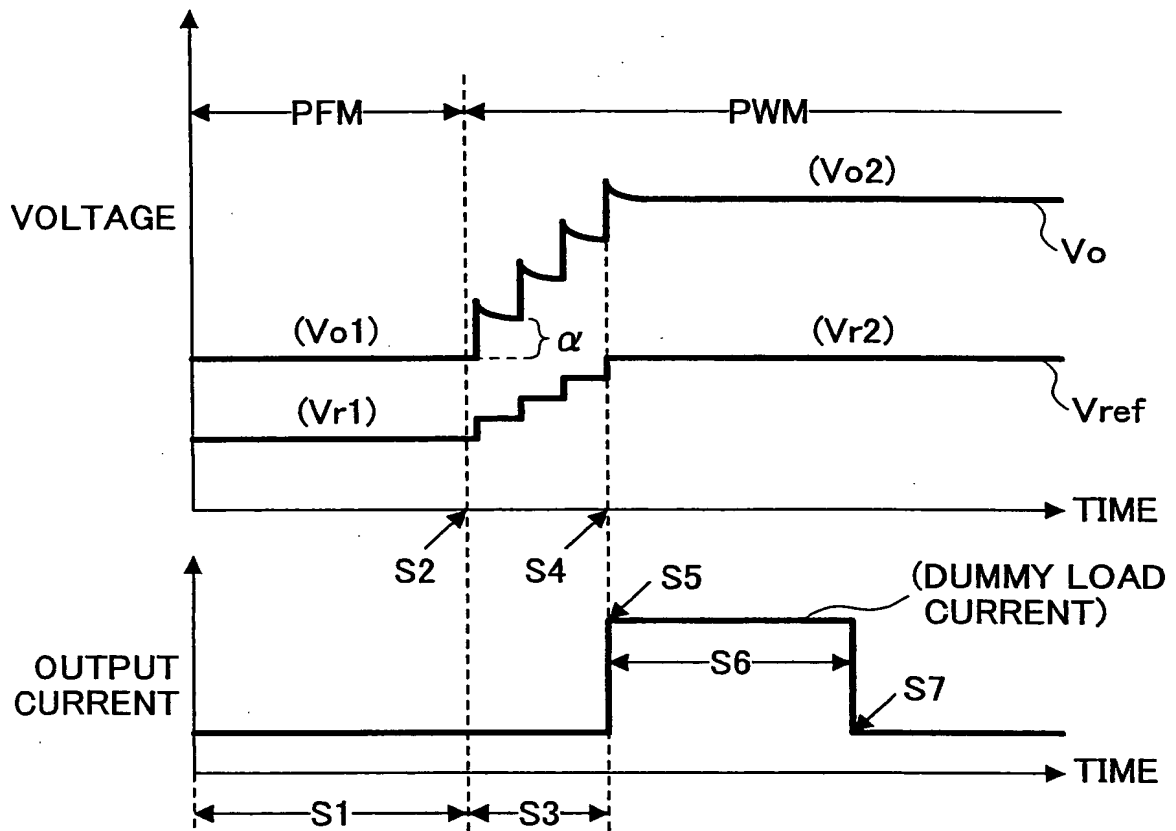 PFM
PWM
(Vo2)
VOLTAGE
Vo
(Vo1)
α
(Vr2)
(Vr1)
Vref
TIME
S2
S4
S5
(DUMMY LOAD
CURRENT)
OUTPUT
CURRENT
S6
S7
TIME
S1
S3